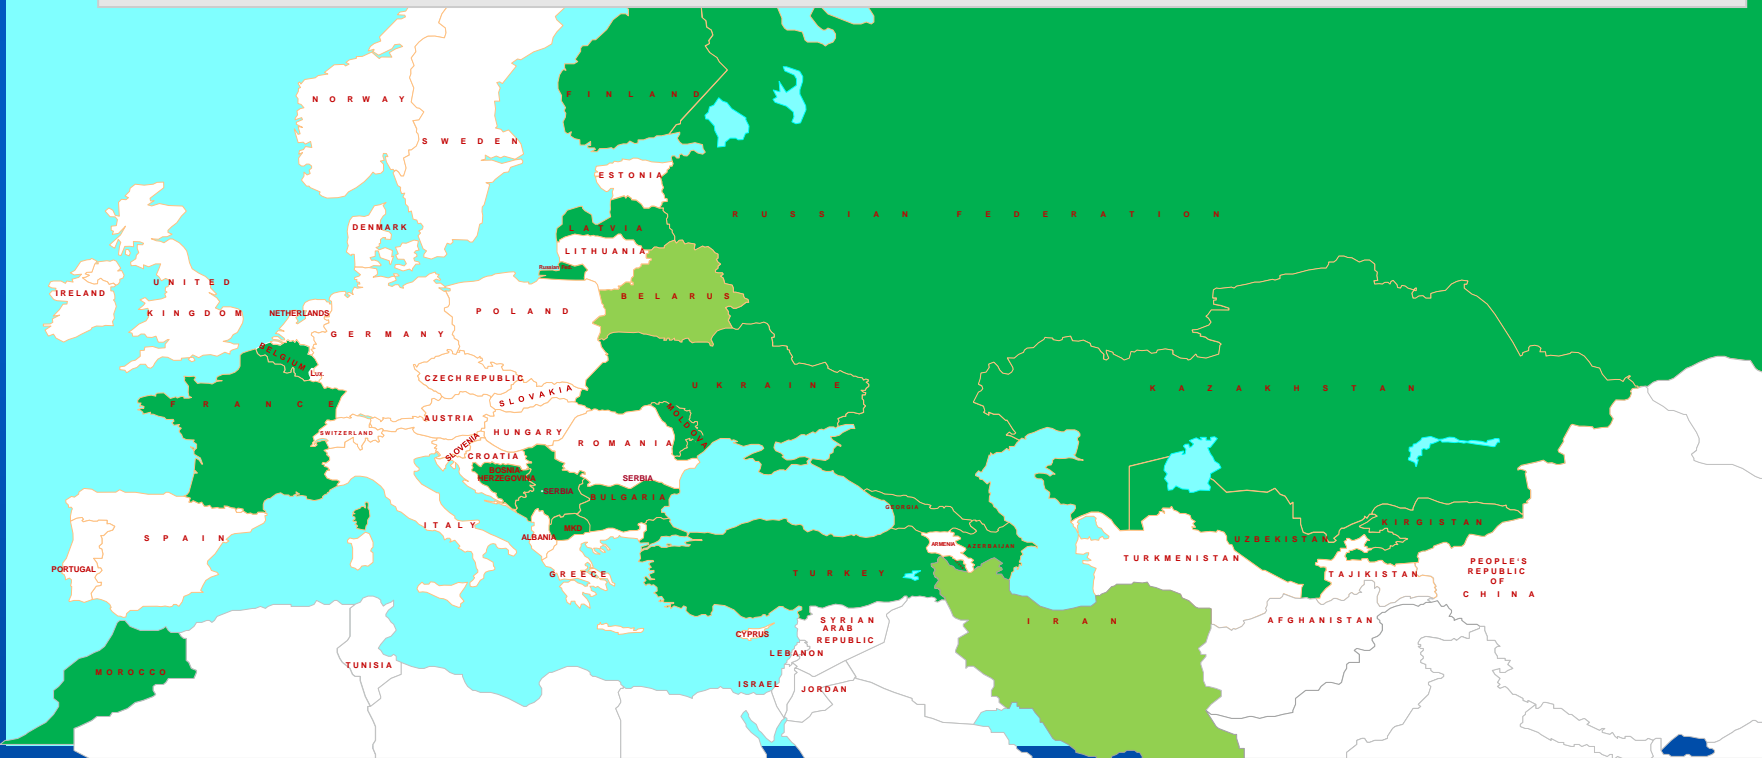 FINLAND
NORWAY
SWEDEN
ESTONIA
RUSSIAN FEDERATION
DENMARK
LATVIA
LITHUANIA
UNITED
KINGDOM
IRELAND
BELARUS
NETHERLANDS
POLAND
GERMANY
BELGIUM
Lux.
CZECH REPUBLIC
UKRAINE
KAZAKHSTAN
SLOVAKIA
FRANCE
AUSTRIA
MOLDOVA
SWITZERLAND
HUNGARY
SLOVENIA
ROMANIA
CROATIA
BOSNIA
HERZEGOVINA
SERBIA
SERBIA
BULGARIA
GEORGIA
ITALY
MKD
KIRGISTAN
SPAIN
ALBANIA
ARMENIA
AZERBAIJAN
UZBEKISTAN
TURKMENISTAN
PORTUGAL
GREECE
TURKEY
TAJIKISTAN
PEOPLE'S
REPUBLIC
OF
CHINA
SYRIAN
ARAB
REPUBLIC
IRAN
AFGHANISTAN
CYPRUS
LEBANON
TUNISIA
MOROCCO
ISRAEL
JORDAN